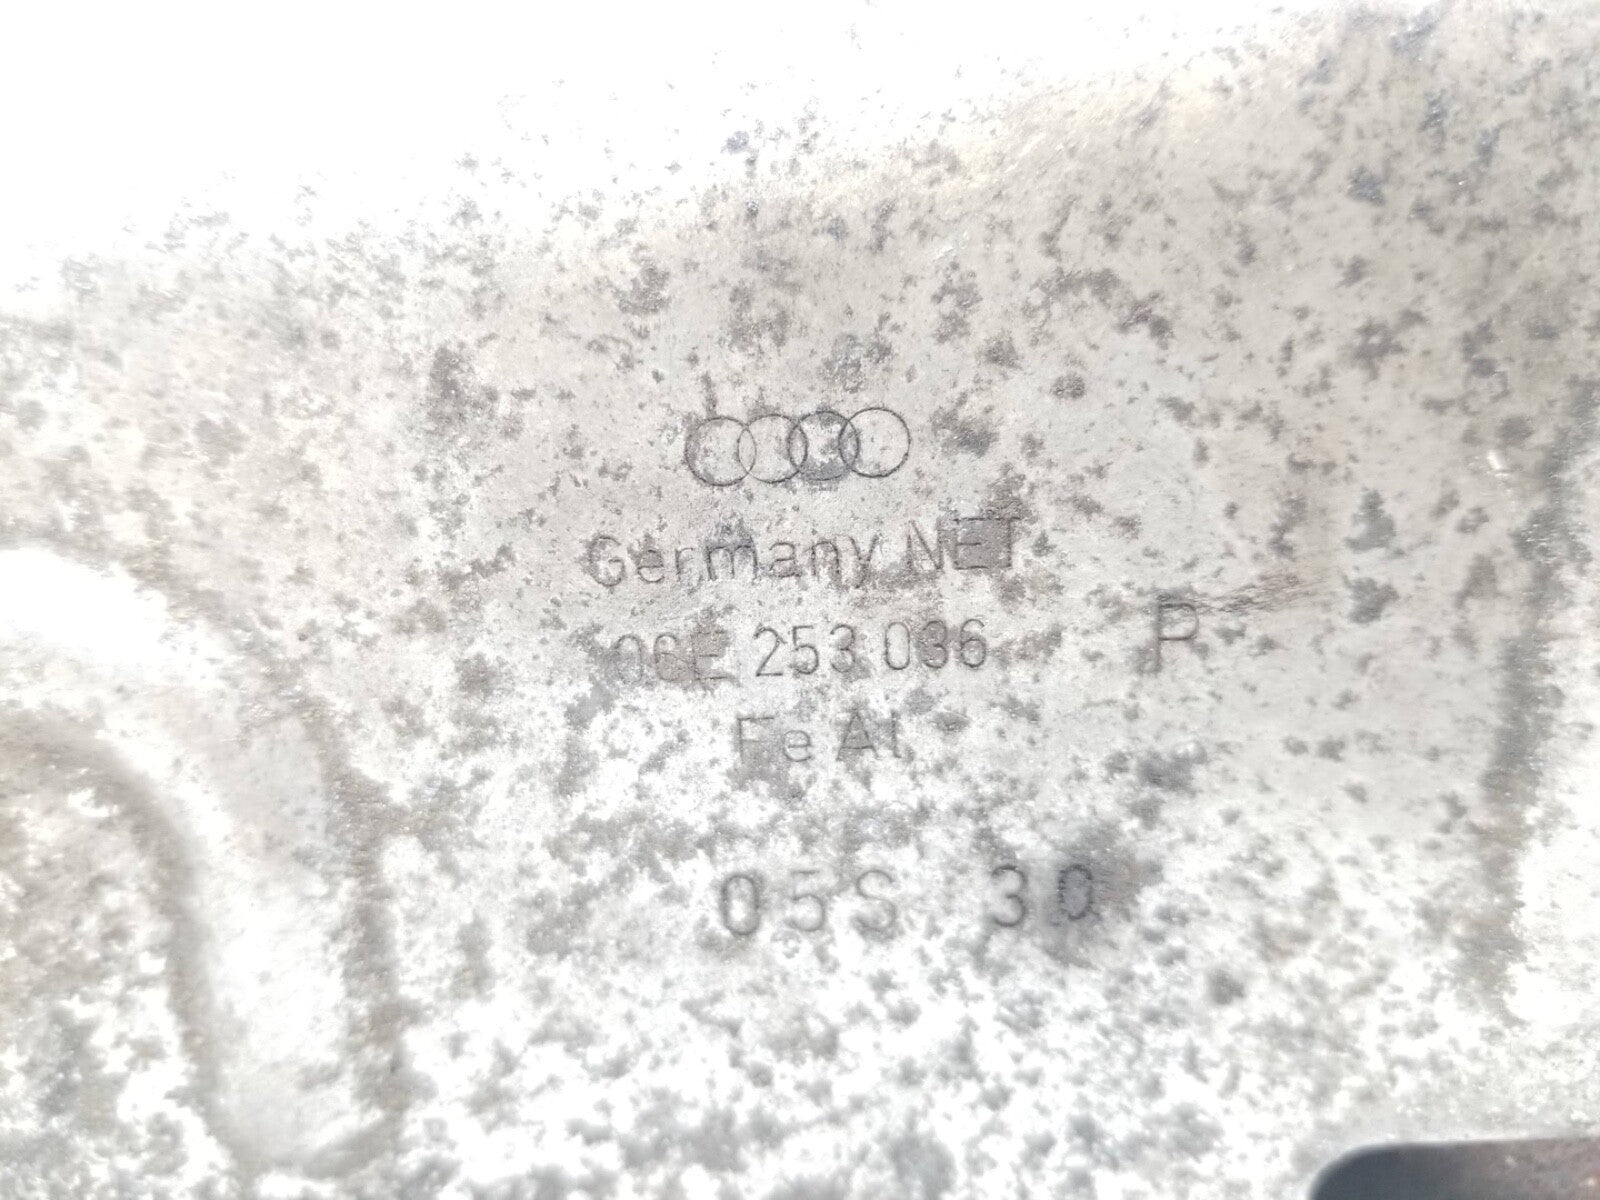 Germany NET
06E 253 036 P
Fe Al
05S 30